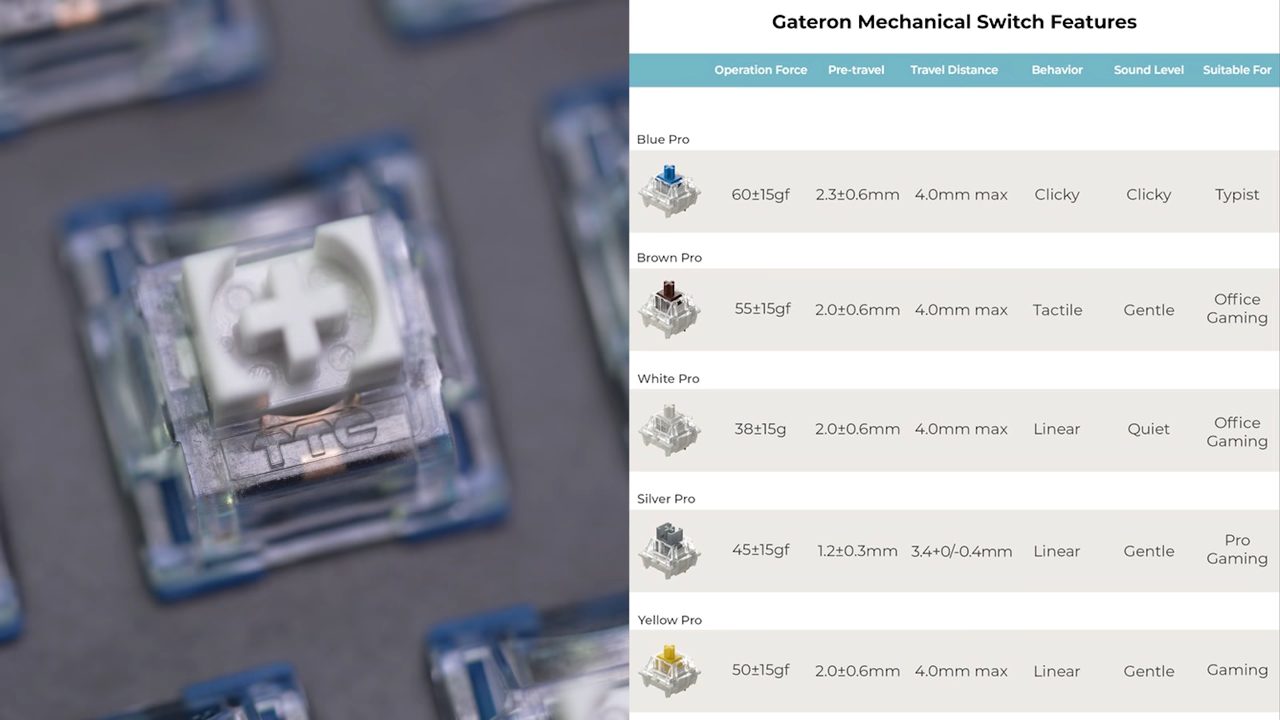 TTC
Gateron Mechanical Switch Features
Operation Force Pre-travel Travel Distance Behavior Sound Level Suitable For
Blue Pro
60±15gf 2.3±0.6mm 4.0mm max Clicky Clicky Typist
Brown Pro
55±15gf 2.0±0.6mm 4.0mm max Tactile Gentle Office Gaming
White Pro
38±15g 2.0±0.6mm 4.0mm max Linear Quiet Office Gaming
Silver Pro
45±15gf 1.2±0.3mm 3.4+0/-0.4mm Linear Gentle Pro Gaming
Yellow Pro
50±15gf 2.0±0.6mm 4.0mm max Linear Gentle Gaming